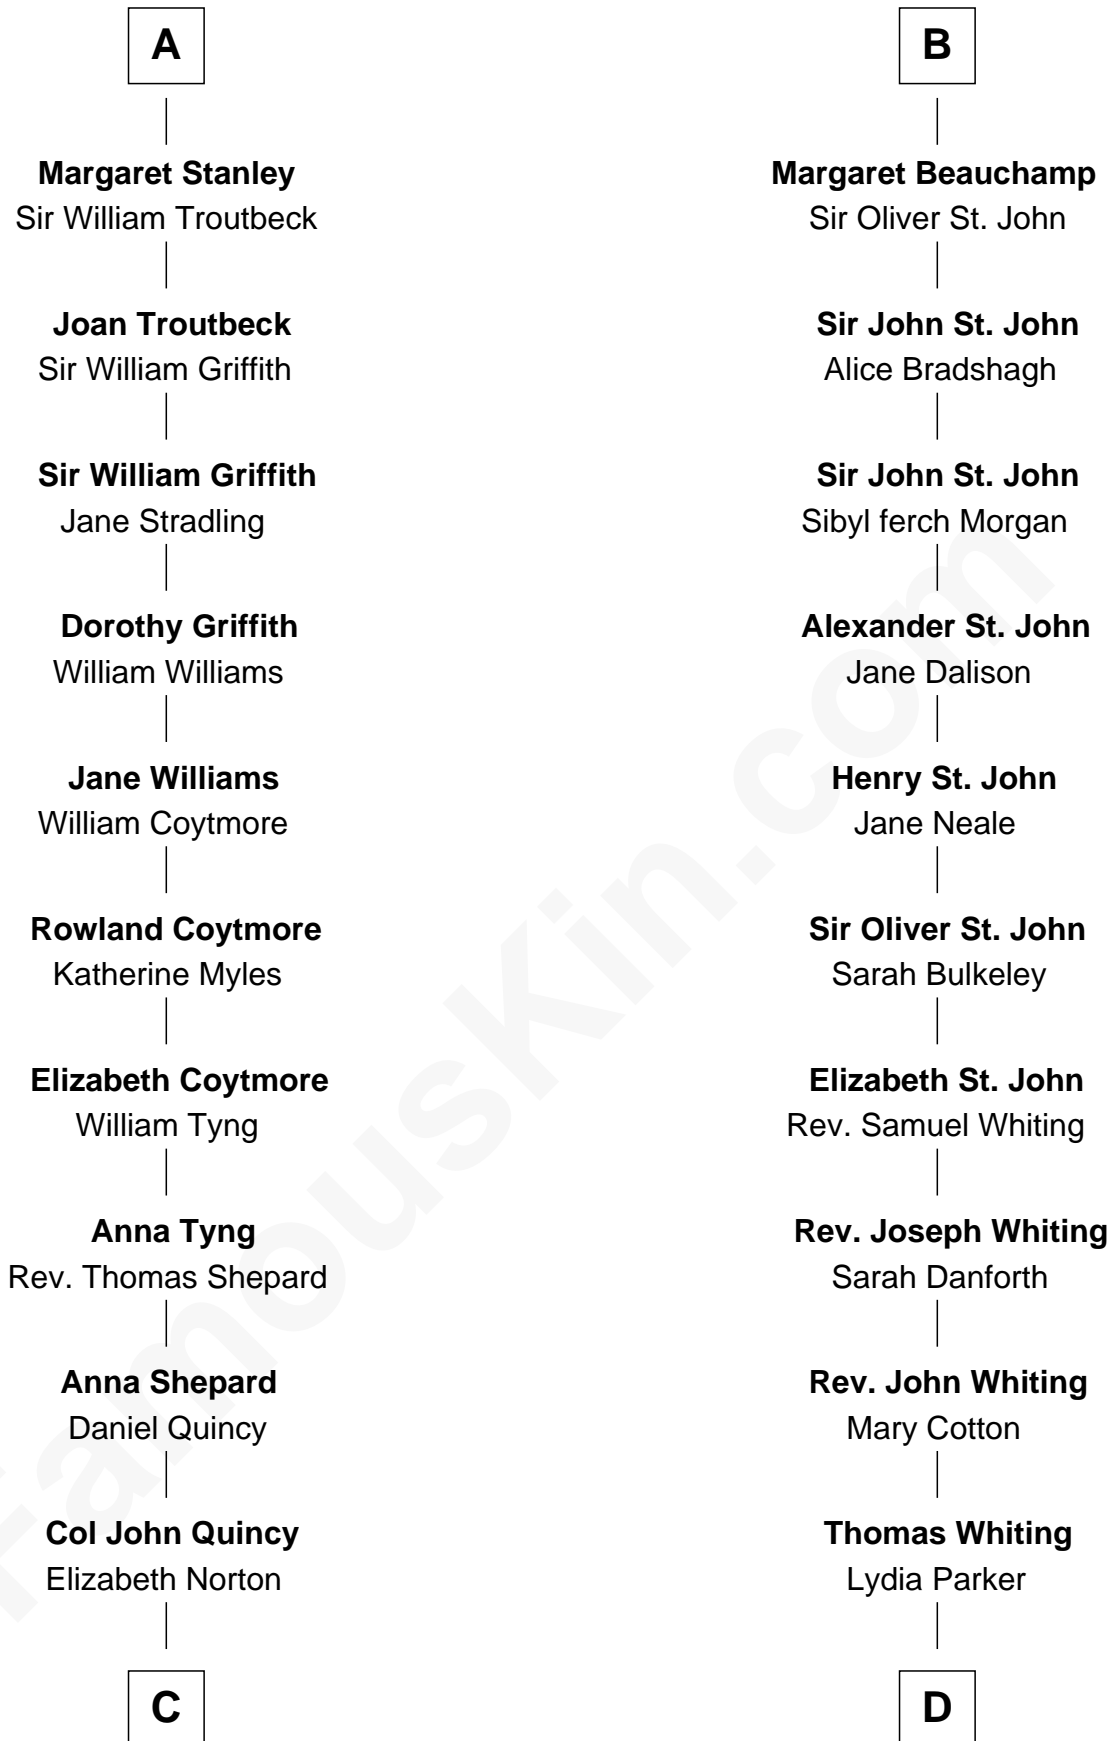 A
Margaret Stanley
Sir William Troutbeck
Joan Troutbeck
Sir William Griffith
Sir William Griffith
Jane Stradling
Dorothy Griffith
William Williams
Jane Williams
William Coytmore
Rowland Coytmore
Katherine Myles
Elizabeth Coytmore
William Tyng
Anna Tyng
Rev. Thomas Shepard
Anna Shepard
Daniel Quincy
Col John Quincy
Elizabeth Norton
C
B
Margaret Beauchamp
Sir Oliver St. John
Sir John St. John
Alice Bradshagh
Sir John St. John
Sibyl ferch Morgan
Alexander St. John
Jane Dalison
Henry St. John
Jane Neale
Sir Oliver St. John
Sarah Bulkeley
Elizabeth St. John
Rev. Samuel Whiting
Rev. Joseph Whiting
Sarah Danforth
Rev. John Whiting
Mary Cotton
Thomas Whiting
Lydia Parker
D
FamousKin.com